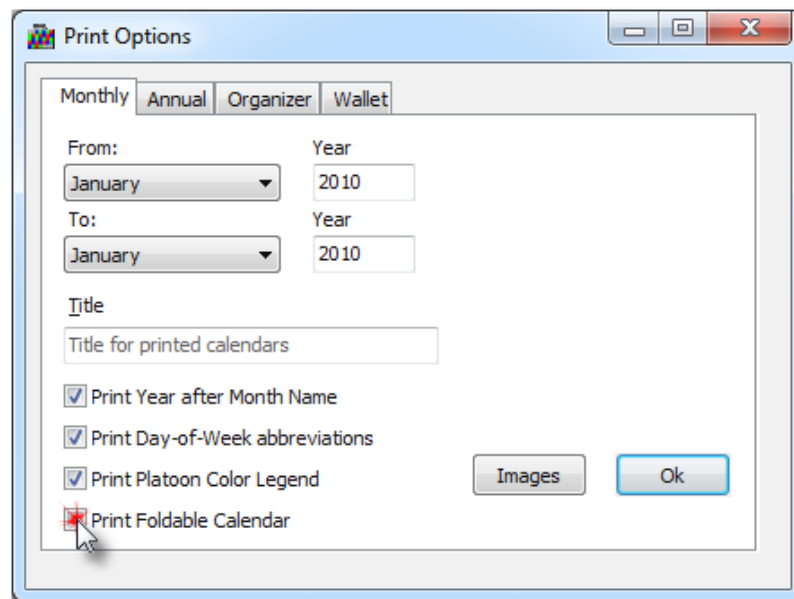 Print Options
Monthly Annual Organizer Wallet
From: Year
January 2010
To: Year
January 2010
Title
Title for printed calendars
Print Year after Month Name
Print Day-of-Week abbreviations
Print Platoon Color Legend
Images Ok
Print Foldable Calendar